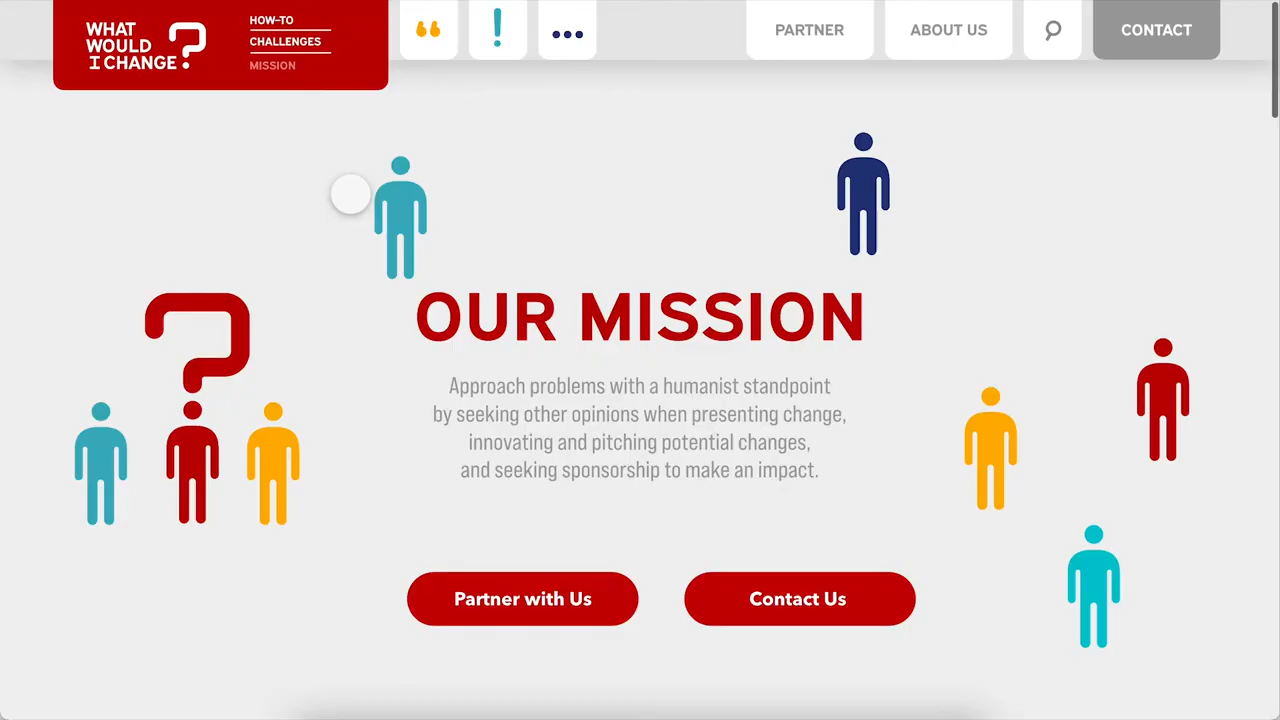 WHAT
WOULD
I CHANGE?
HOW-TO
CHALLENGES
MISSION
“
!
...
PARTNER
ABOUT US
CONTACT
?
OUR MISSION
Approach problems with a humanist standpoint
by seeking other opinions when presenting change,
innovating and pitching potential changes,
and seeking sponsorship to make an impact.
Partner with Us
Contact Us